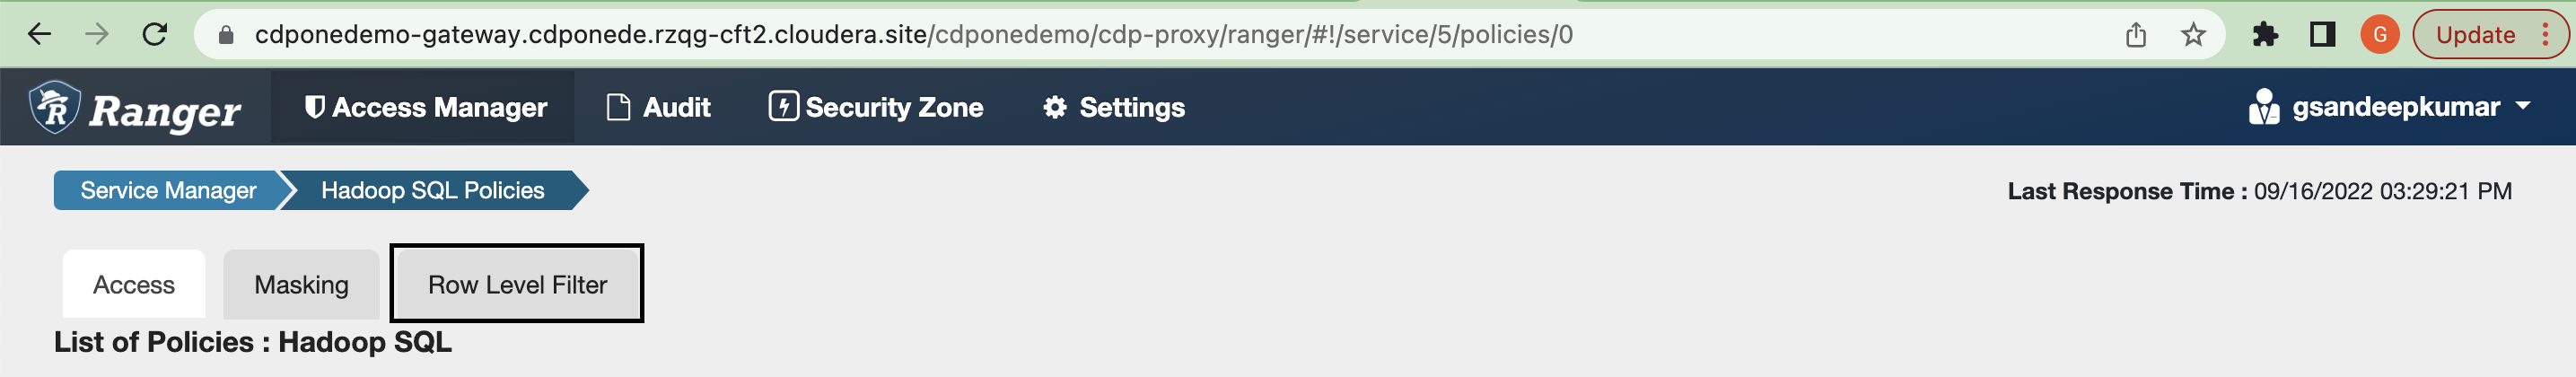 cdponedemo-gateway.cdponede.rzqg-cft2.cloudera.site/cdponedemo/cdp-proxy/ranger/#!/service/5/policies/0 G Update
R Ranger Access Manager Audit Security Zone Settings gsandeepkumar
Service Manager Hadoop SQL Policies Last Response Time : 09/16/2022 03:29:21 PM
Access Masking Row Level Filter
List of Policies : Hadoop SQL